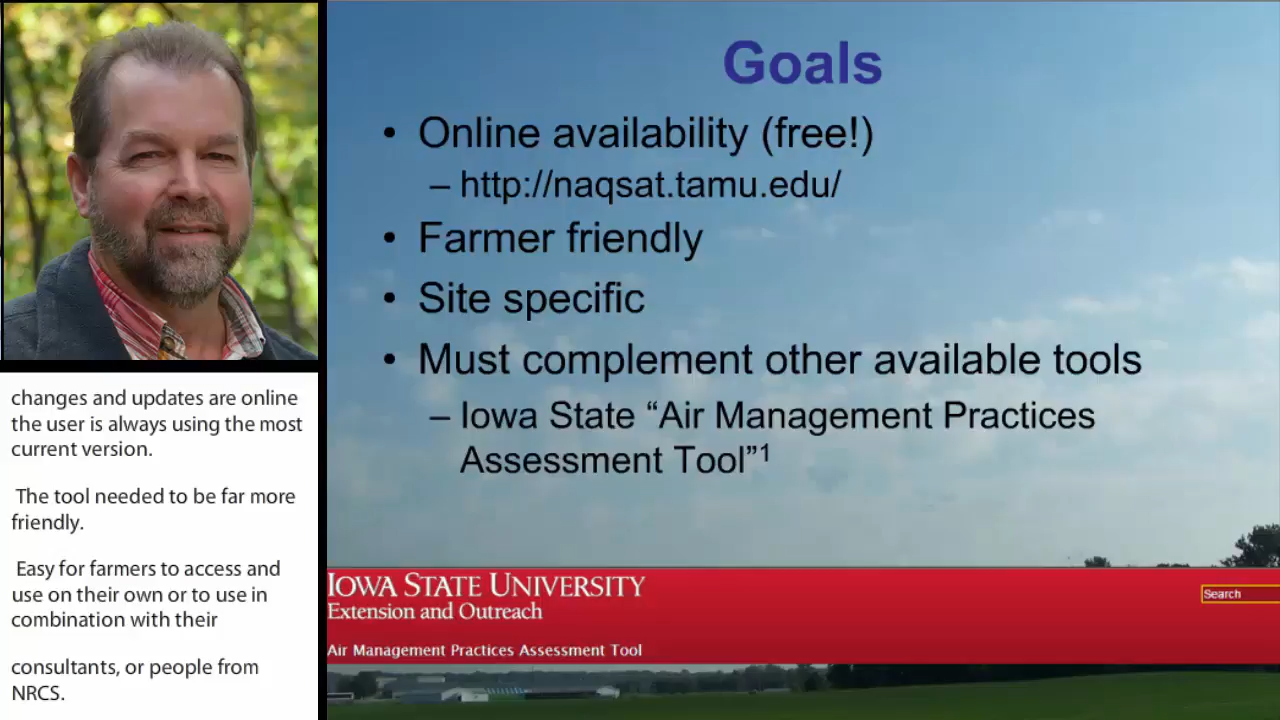 Goals
• Online availability (free!)
– http://naqsat.tamu.edu/
• Farmer friendly
• Site specific
• Must complement other available tools
– Iowa State “Air Management Practices
Assessment Tool”1
IOWA STATE UNIVERSITY
Extension and Outreach
Search
Air Management Practices Assessment Tool
changes and updates are online
the user is always using the most
current version.
The tool needed to be far more
friendly.
Easy for farmers to access and
use on their own or to use in
combination with their
consultants, or people from
NRCS.